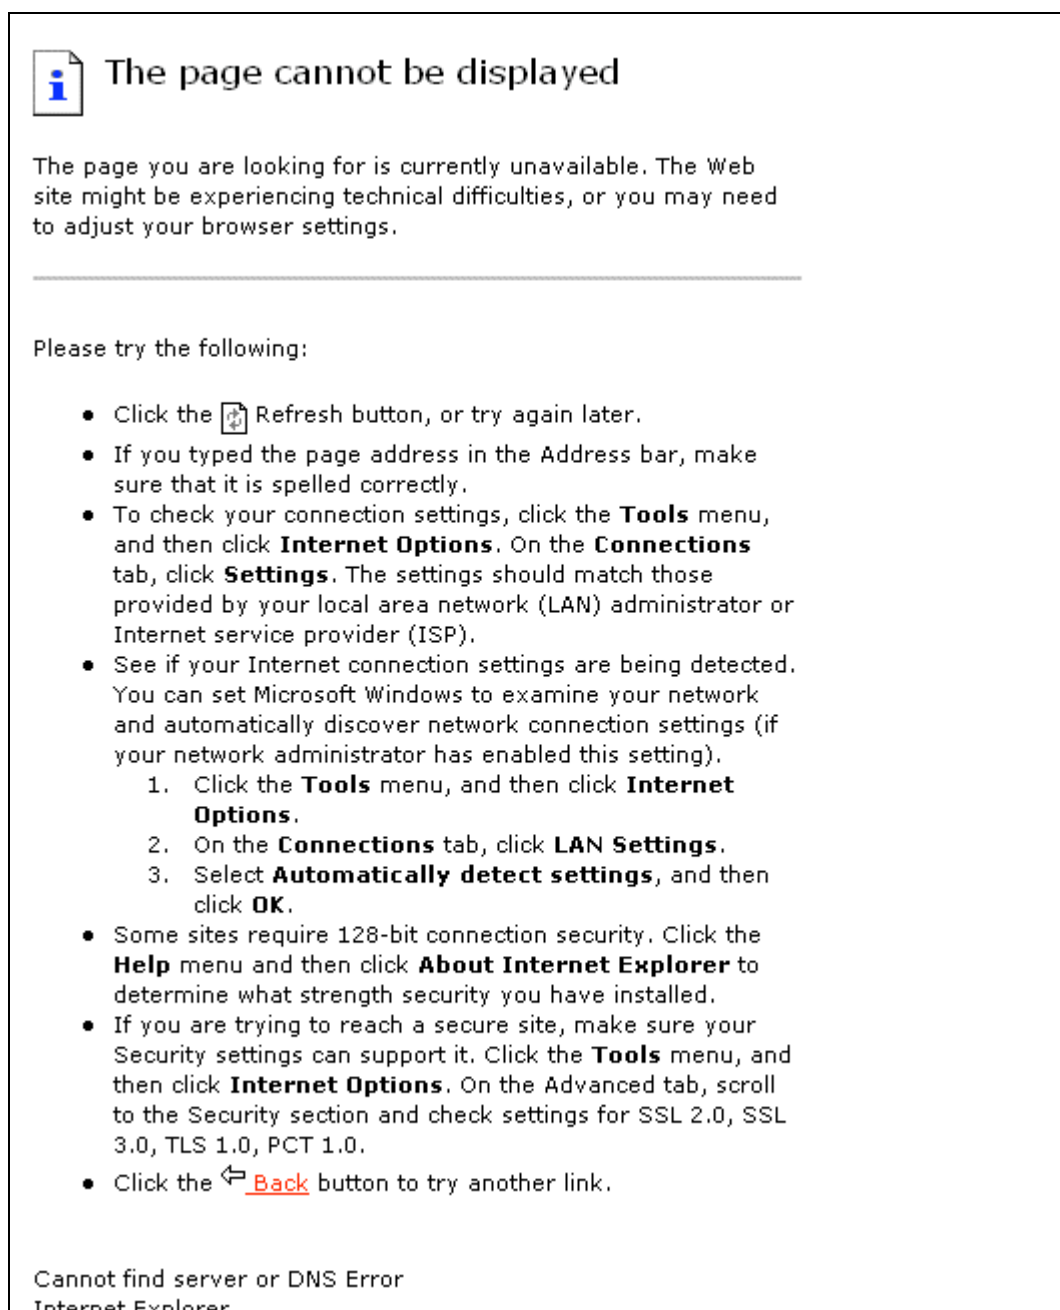 The page cannot be displayed
The page you are looking for is currently unavailable. The Web
site might be experiencing technical difficulties, or you may need
to adjust your browser settings.
Please try the following:
● Click the Refresh button, or try again later.
● If you typed the page address in the Address bar, make
sure that it is spelled correctly.
● To check your connection settings, click the Tools menu,
and then click Internet Options. On the Connections
tab, click Settings. The settings should match those
provided by your local area network (LAN) administrator or
Internet service provider (ISP).
● See if your Internet connection settings are being detected.
You can set Microsoft Windows to examine your network
and automatically discover network connection settings (if
your network administrator has enabled this setting).
1. Click the Tools menu, and then click Internet
Options.
2. On the Connections tab, click LAN Settings.
3. Select Automatically detect settings, and then
click OK.
● Some sites require 128-bit connection security. Click the
Help menu and then click About Internet Explorer to
determine what strength security you have installed.
● If you are trying to reach a secure site, make sure your
Security settings can support it. Click the Tools menu, and
then click Internet Options. On the Advanced tab, scroll
to the Security section and check settings for SSL 2.0, SSL
3.0, TLS 1.0, PCT 1.0.
● Click the Back button to try another link.
Cannot find server or DNS Error
Internet Explorer